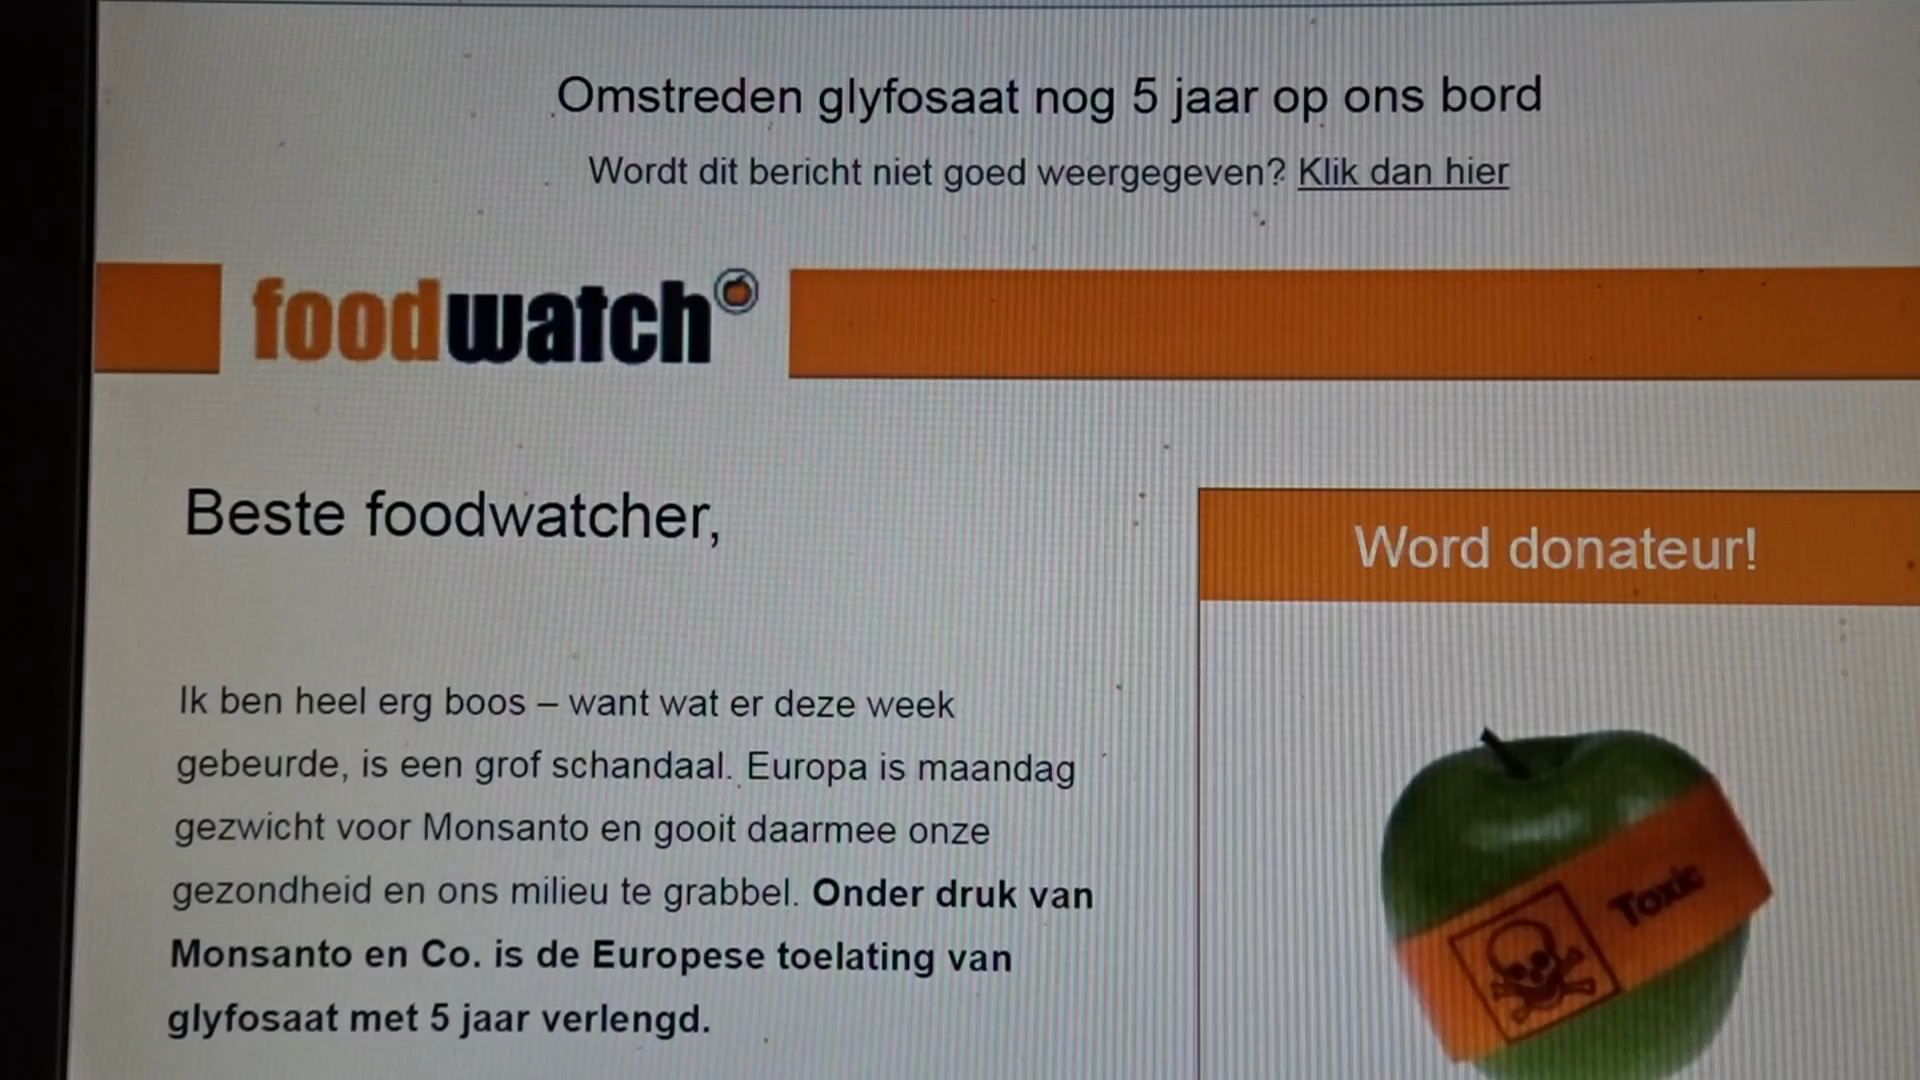 Omstreden glyfosaat nog 5 jaar op ons bord
Wordt dit bericht niet goed weergegeven? Klik dan hier
foodwatch
Beste foodwatcher,
Word donateur!
Ik ben heel erg boos – want wat er deze week
gebeurde, is een grof schandaal. Europa is maandag
gezwicht voor Monsanto en gooit daarmee onze
gezondheid en ons milieu te grabbel. Onder druk van
Monsanto en Co. is de Europese toelating van
glyfosaat met 5 jaar verlengd.
Toxic